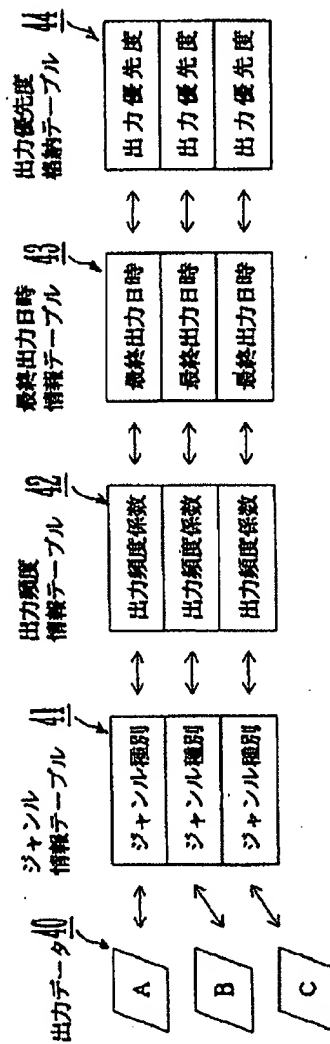 出力データ 40
A
B
C
ジャンル
情報テーブル 41
ジャンル種別
ジャンル種別
ジャンル種別
出力頻度
情報テーブル 42
出力頻度係数
出力頻度係数
出力頻度係数
最終出力日時
情報テーブル 43
最終出力日時
最終出力日時
最終出力日時
出力優先度
格納テーブル 44
出力優先度
出力優先度
出力優先度